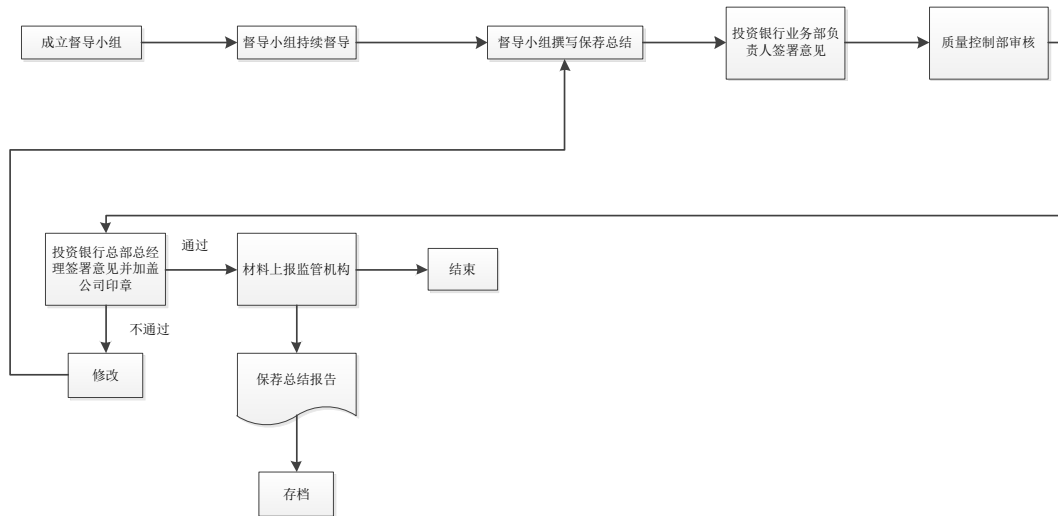 成立督导小组
督导小组持续督导
督导小组撰写保荐总结
投资银行业务部负
责人签署意见
质量控制部审核
投资银行总部总经
理签署意见并加盖
公司印章
通过
材料上报监管机构
结束
不通过
修改
保荐总结报告
存档